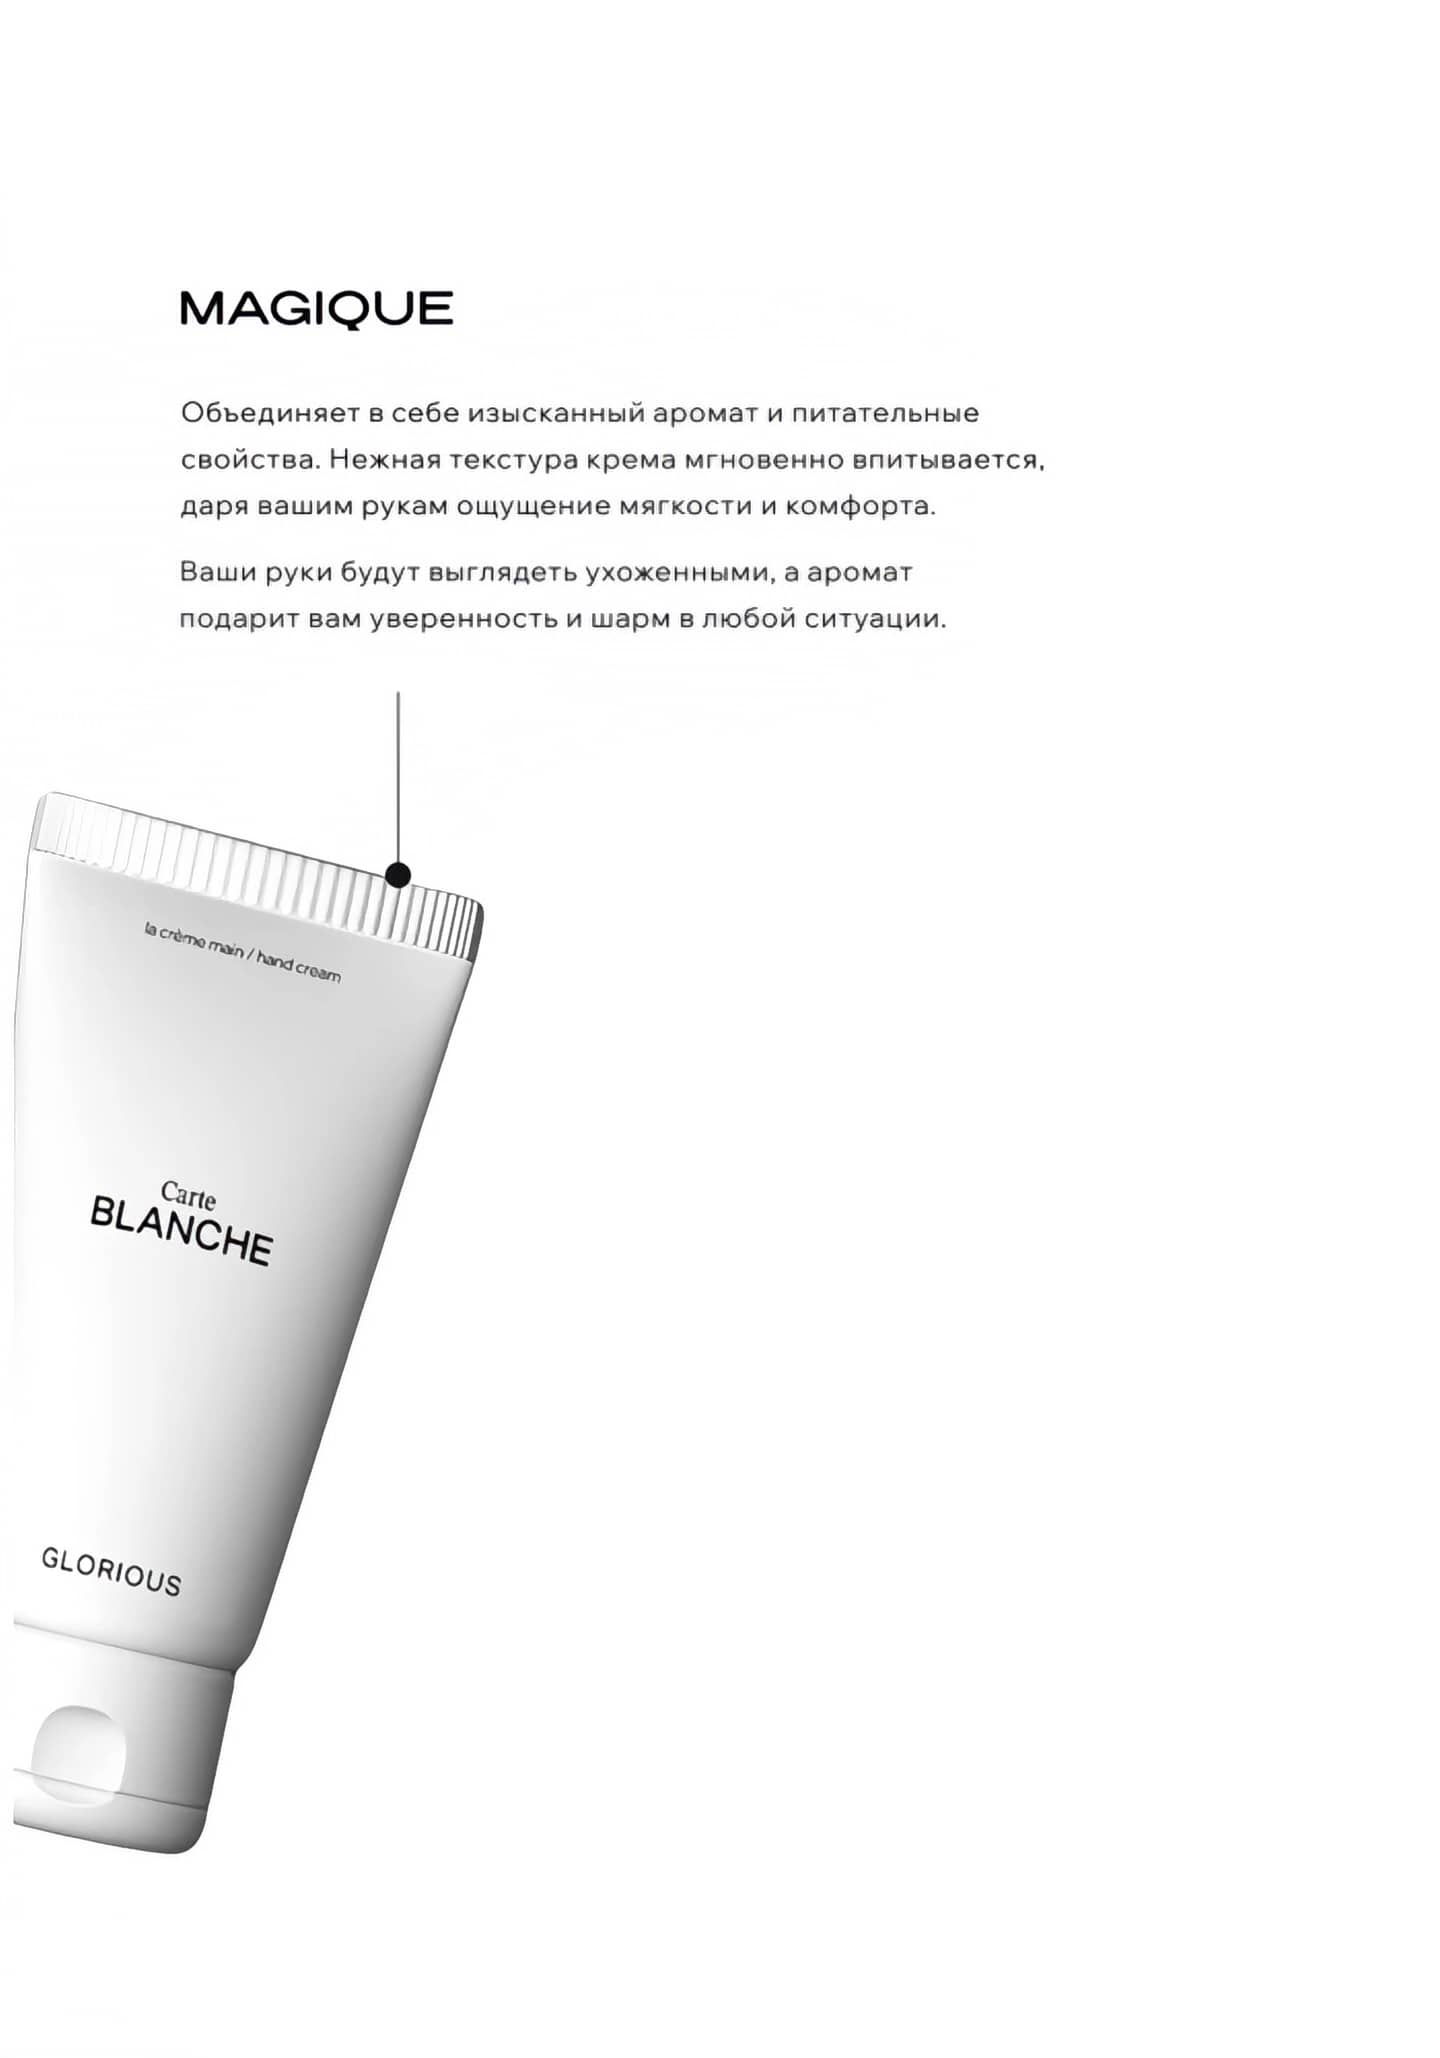 MAGIQUE
Объединяет в себе изысканный аромат и питательные
свойства. Нежная текстура крема мгновенно впитывается,
даря вашим рукам ощущение мягкости и комфорта.
Ваши руки будут выглядеть ухоженными, а аромат
подарит вам уверенность и шарм в любой ситуации.
la crème main / hand cream
Carte
BLANCHE
GLORIOUS